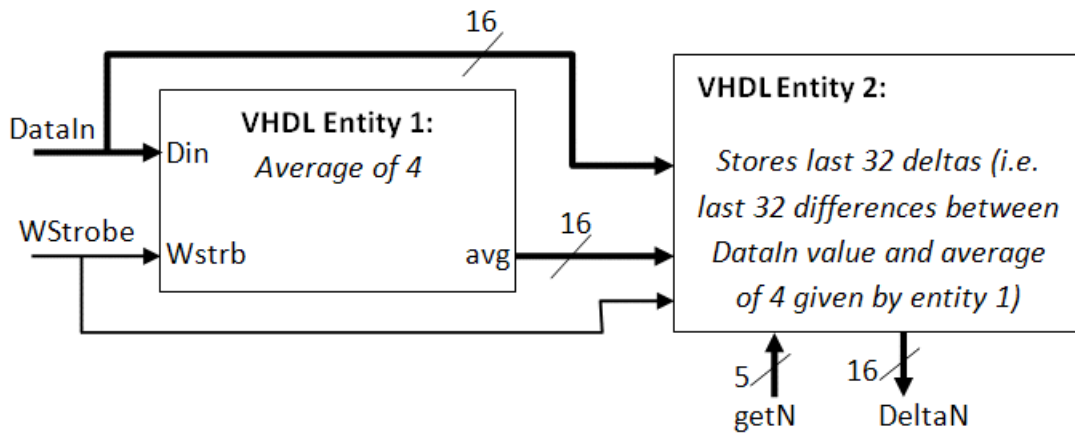 16
DataIn
Din
VHDL Entity 1:
Average of 4
WStrobe
Wstrb
avg
16
VHDL Entity 2:
Stores last 32 deltas (i.e.
last 32 differences between
DataIn value and average
of 4 given by entity 1)
5
getN
16
DeltaN